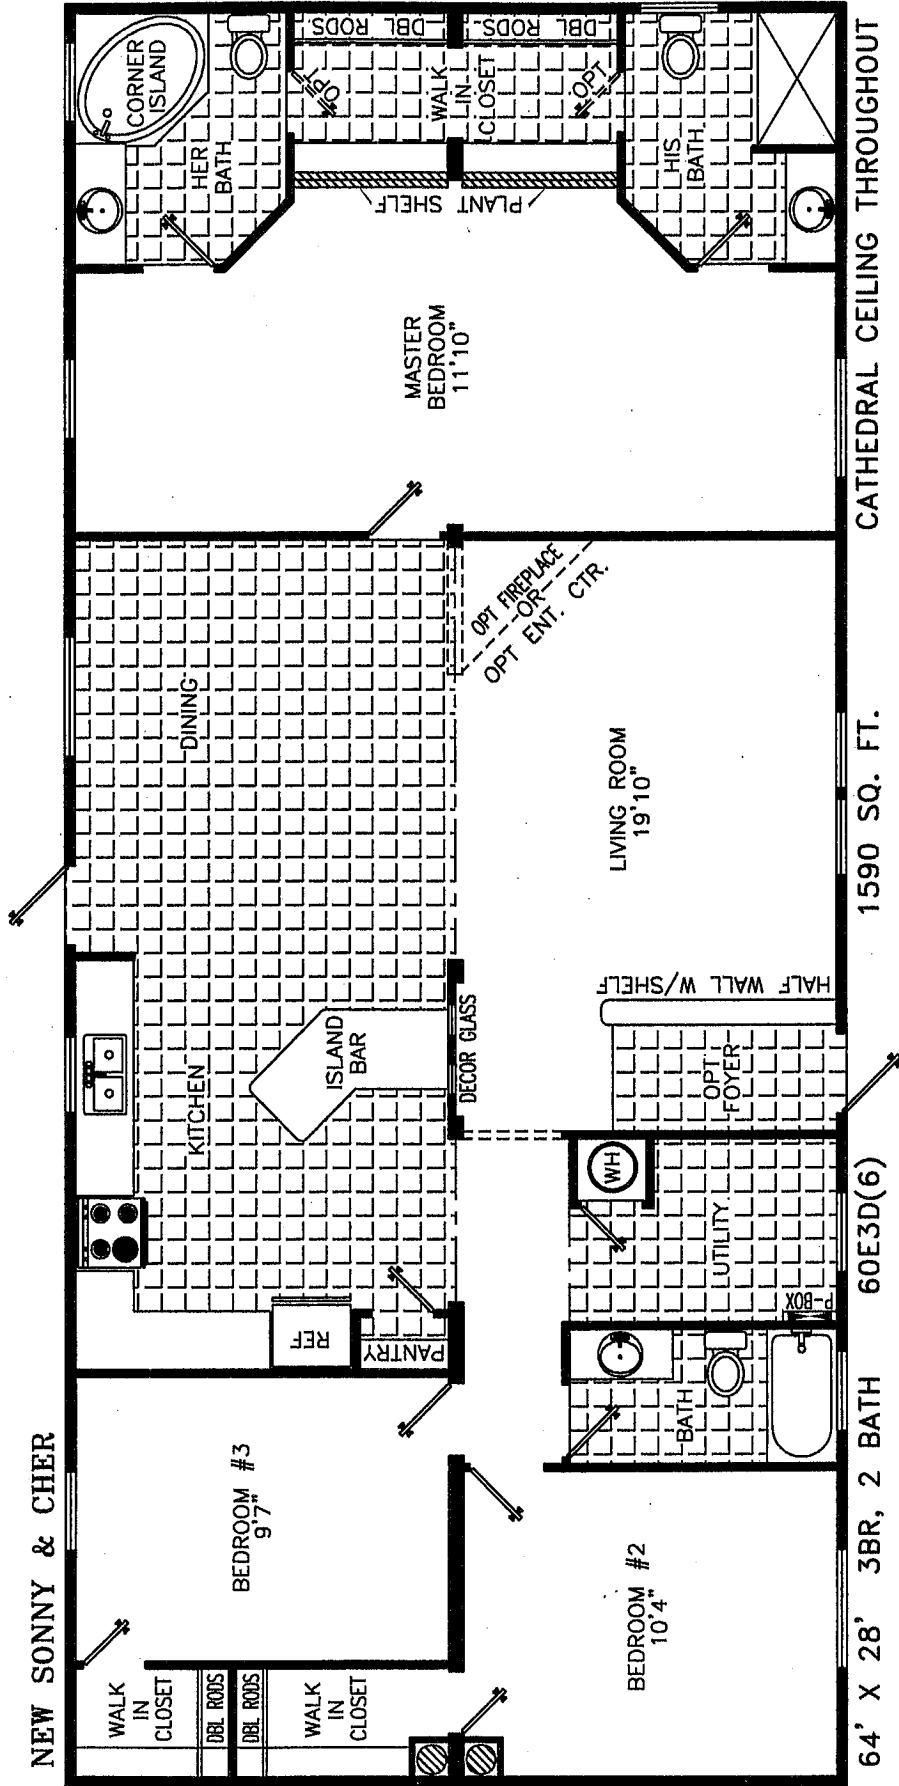 NEW SONNY & CHER
WALK
IN
CLOSET
DBL RODS
DBL RODS
WALK
IN
CLOSET
BEDROOM #3
9'7"
BEDROOM #2
10'4"
REF
PANTRY
KITCHEN
ISLAND
BAR
DECOR GLASS
DINING
BATH
UTILITY
P-BOX
WH
OPT
FOYER
HALF WALL W/SHELF
LIVING ROOM
19'10"
OPT FIREPLACE
OR
OPT ENT. CTR.
MASTER
BEDROOM
11'10"
HER
BATH
CORNER
ISLAND
PLANT SHELF
OPT
DBL RODS
WALK
IN
CLOSET
DBL RODS
OPT
HIS
BATH
64' X 28' 3BR, 2 BATH 60E3D(6) 1590 SQ. FT. CATHEDRAL CEILING THROUGHOUT